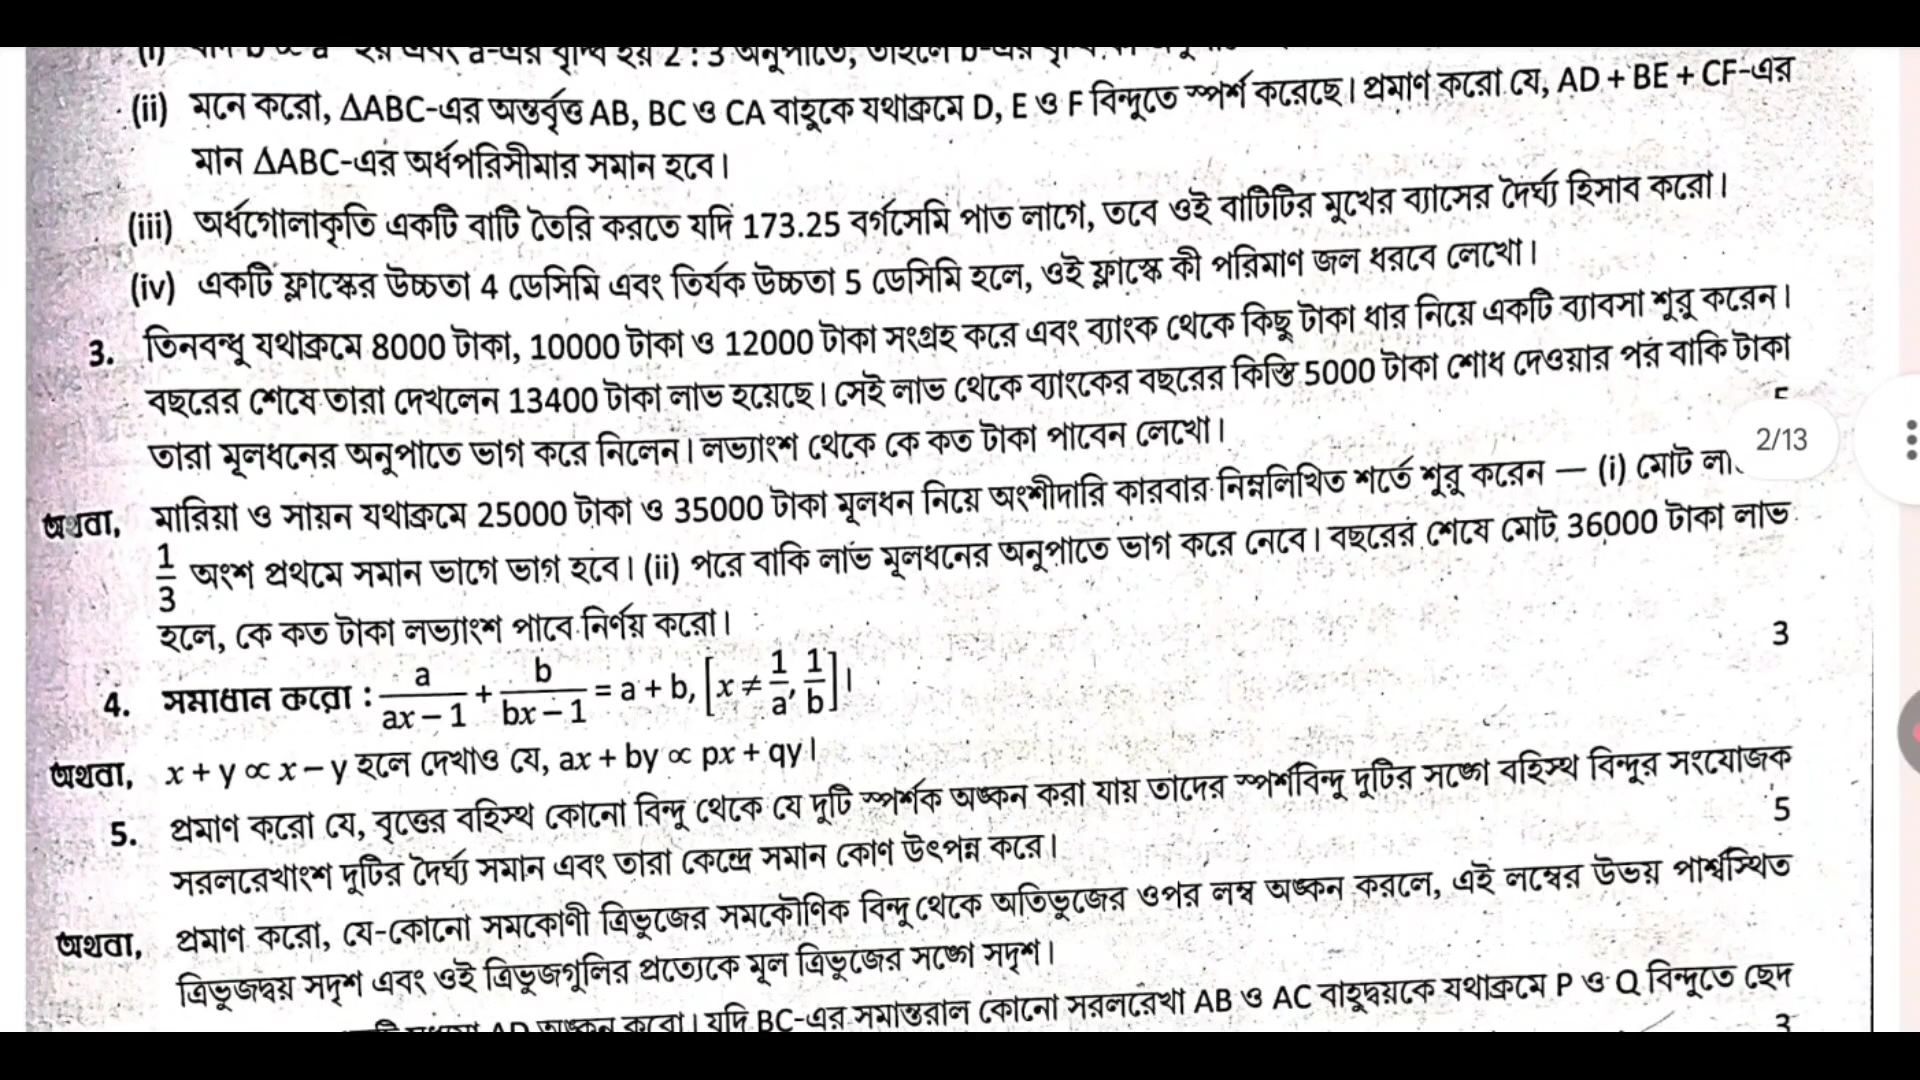 (ii) মনে করো, ΔABC-এর অন্তর্বৃত্ত AB, BC ও CA বাহুকে যথাক্রমে D, E ও F বিন্দুতে স্পর্শ করেছে। প্রমাণ করো যে, AD + BE + CF-এর
মান ΔABC-এর অর্ধপরিসীমার সমান হবে।
(iii) অর্ধগোলাকৃতি একটি বাটি তৈরি করতে যদি 173.25 বর্গসেমি পাত লাগে, তবে ওই বাটিটির মুখের ব্যাসের দৈর্ঘ্য হিসাব করো।
(iv) একটি ফ্লাস্কের উচ্চতা 4 ডেসিমি এবং তির্যক উচ্চতা 5 ডেসিমি হলে, ওই ফ্লাস্কে কী পরিমাণ জল ধরবে লেখো।
3. তিনবন্ধু যথাক্রমে 8000 টাকা, 10000 টাকা ও 12000 টাকা সংগ্রহ করে এবং ব্যাংক থেকে কিছু টাকা ধার নিয়ে একটি ব্যাবসা শুরু করেন।
বছরের শেষে তারা দেখলেন 13400 টাকা লাভ হয়েছে। সেই লাভ থেকে ব্যাংকের বছরের কিস্তি 5000 টাকা শোধ দেওয়ার পর বাকি টাকা
তারা মূলধনের অনুপাতে ভাগ করে নিলেন। লভ্যাংশ থেকে কে কত টাকা পাবেন লেখো।
2/13
অথবা, মারিয়া ও সায়ন যথাক্রমে 25000 টাকা ও 35000 টাকা মূলধন নিয়ে অংশীদারি কারবার নিম্নলিখিত শর্তে শুরু করেন — (i) মোট
1/3 অংশ প্রথমে সমান ভাগে ভাগ হবে। (ii) পরে বাকি লাভ মূলধনের অনুপাতে ভাগ করে নেবে। বছরের শেষে মোট 36000 টাকা লাভ
হলে, কে কত টাকা লভ্যাংশ পাবে নির্ণয় করো।
3
4. সমাধান করো : a/(ax − 1) + b/(bx − 1) = a + b, [x ≠ 1/a, 1/b]।
অথবা, x + y ∝ x − y হলে দেখাও যে, ax + by ∝ px + qy।
5. প্রমাণ করো যে, বৃত্তের বহিস্থ কোনো বিন্দু থেকে যে দুটি স্পর্শক অঙ্কন করা যায় তাদের স্পর্শবিন্দু দুটির সঙ্গে বহিস্থ বিন্দুর সংযোজক
সরলরেখাংশ দুটির দৈর্ঘ্য সমান এবং তারা কেন্দ্রে সমান কোণ উৎপন্ন করে।
5
অথবা, প্রমাণ করো, যে-কোনো সমকোণী ত্রিভুজের সমকৌণিক বিন্দু থেকে অতিভুজের ওপর লম্ব অঙ্কন করলে, এই লম্বের উভয় পার্শ্বস্থিত
ত্রিভুজদ্বয় সদৃশ এবং ওই ত্রিভুজগুলির প্রত্যেকে মূল ত্রিভুজের সঙ্গে সদৃশ।
AD অঙ্কন করো। যদি BC-এর সমান্তরাল কোনো সরলরেখা AB ও AC বাহুদ্বয়কে যথাক্রমে P ও Q বিন্দুতে ছেদ